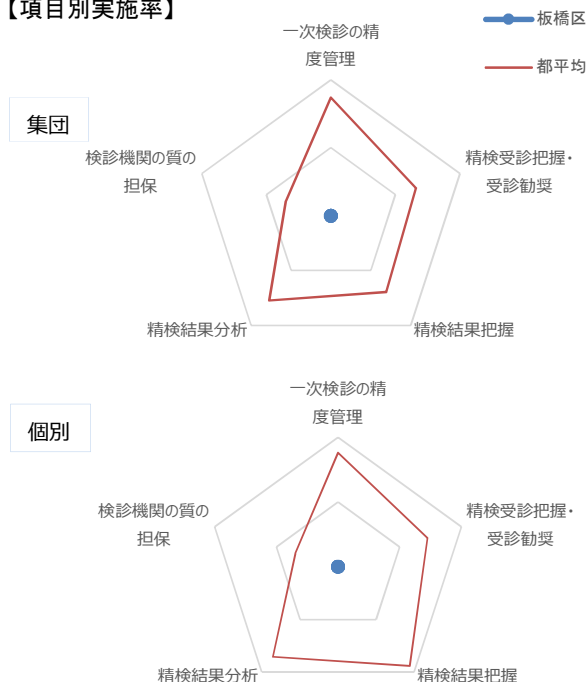 【項目別実施率】
板橋区
都平均
集団
一次検診の精
度管理
精検受診把握・
受診勧奨
精検結果把握
精検結果分析
検診機関の質の
担保
個別
一次検診の精
度管理
精検受診把握・
受診勧奨
精検結果把握
精検結果分析
検診機関の質の
担保